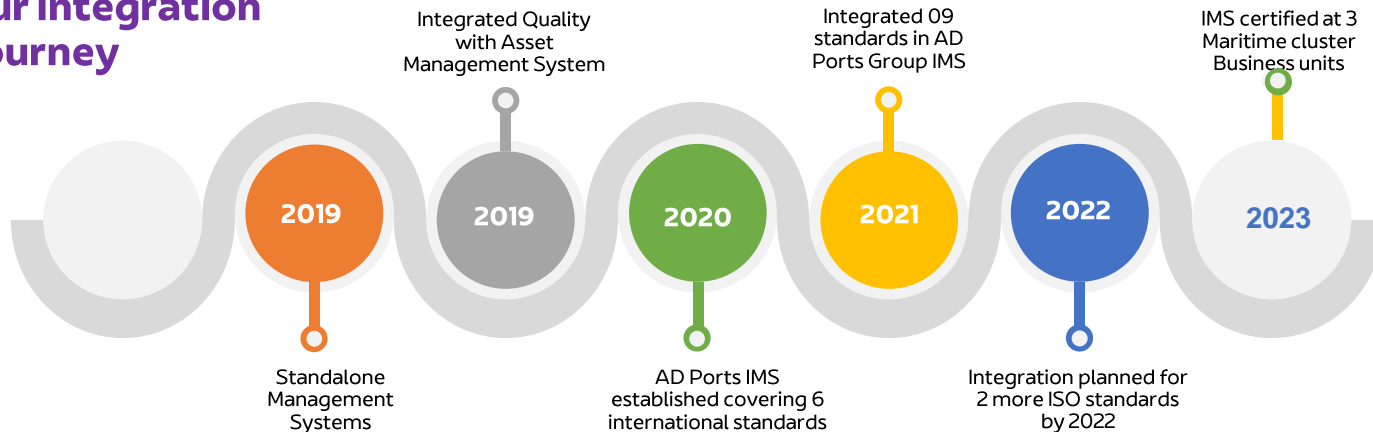 ur integration
ourney
Integrated Quality
with Asset
Management System
Integrated 09
standards in AD
Ports Group IMS
IMS certified at 3
Maritime cluster
Business units
2019
2019
2020
2021
2022
2023
Standalone
Management
Systems
AD Ports IMS
established covering 6
international standards
Integration planned for
2 more ISO standards
by 2022